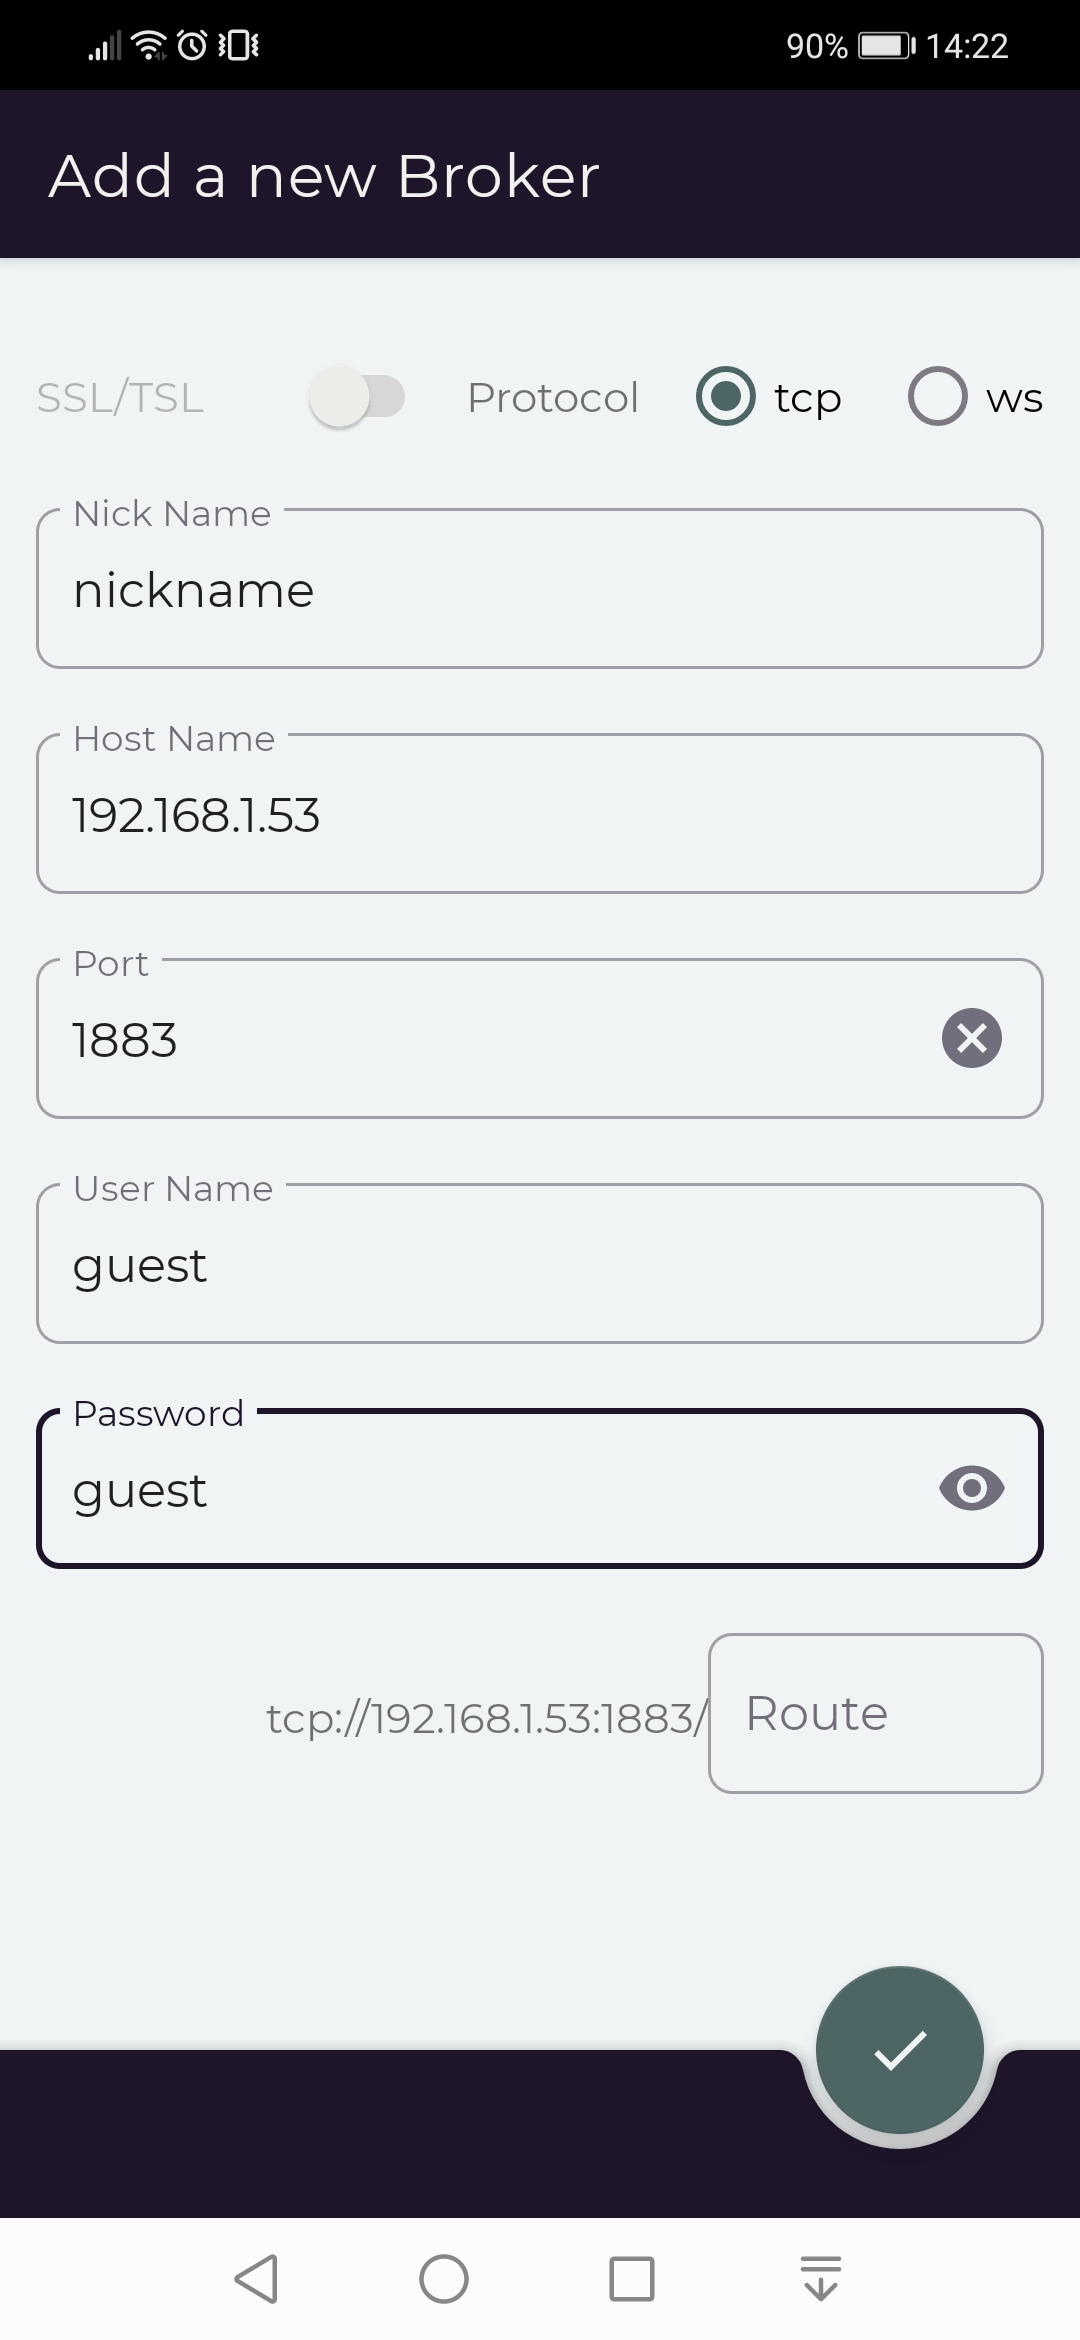 90% 14:22
Add a new Broker
SSL/TSL Protocol tcp ws
Nick Name
nickname
Host Name
192.168.1.53
Port
1883
User Name
guest
Password
guest
tcp://192.168.1.53:1883/ Route